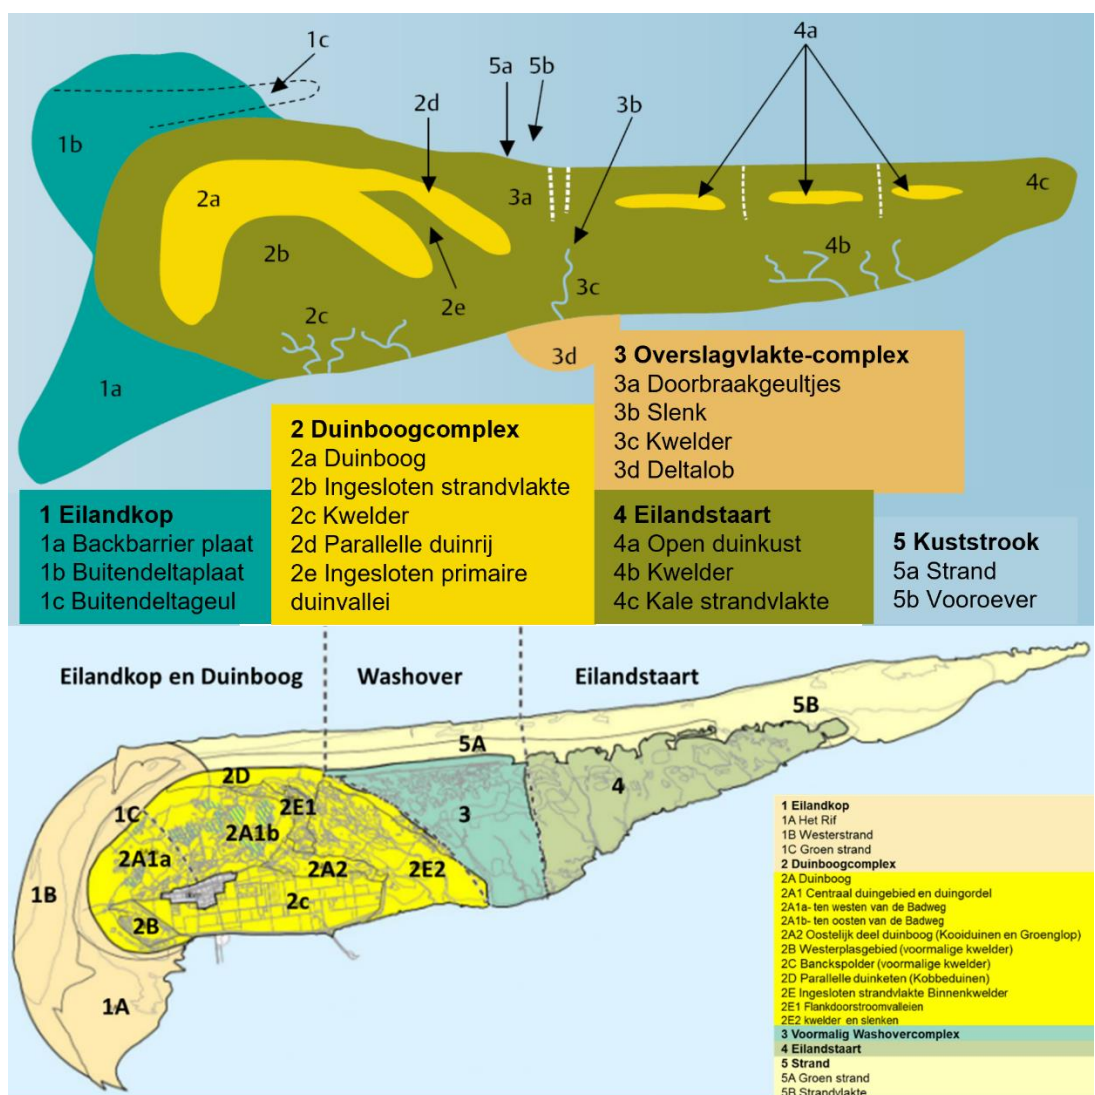 1c
4a
5a
5b
2d
3b
1b
2a
3a
4c
2b
4b
3c
2e
2c
3d
1a
3 Overslagvlakte-complex
3a Doorbraakgeultjes
3b Slenk
3c Kwelder
3d Deltalob
2 Duinboogcomplex
2a Duinboog
2b Ingesloten strandvlakte
2c Kwelder
2d Parallelle duinrij
2e Ingesloten primaire
duinvallei
1 Eilandkop
1a Backbarrier plaat
1b Buitendeltaplaat
1c Buitendeltageul
4 Eilandstaart
4a Open duinkust
4b Kwelder
4c Kale strandvlakte
5 Kuststrook
5a Strand
5b Vooroever
Eilandkop en Duinboog
Washover
Eilandstaart
5B
5A
2D
4
1C
2E1
3
2A1b
2A1a
2A2
2E2
1B
2c
2B
1A
1 Eilandkop
1A Het Rif
1B Westerstrand
1C Groen strand
2 Duinboogcomplex
2A Duinboog
2A1 Centraal duingebied en duingordel
2A1a- ten westen van de Badweg
2A1b- ten oosten van de Badweg
2A2 Oostelijk deel duinboog (Kooiduinen en Groenglop)
2B Westerplasgebied (voormalige kwelder)
2C Banckspolder (voormalige kwelder)
2D Parallelle duinketen (Kobbeduinen)
2E Ingesloten strandvlakte Binnenkwelder
2E1 Flankdoorstroomvalleien
2E2 kwelder en slenken
3 Voormalig Washovercomplex
4 Eilandstaart
5 Strand
5A Groen strand
5B Strandvlakte